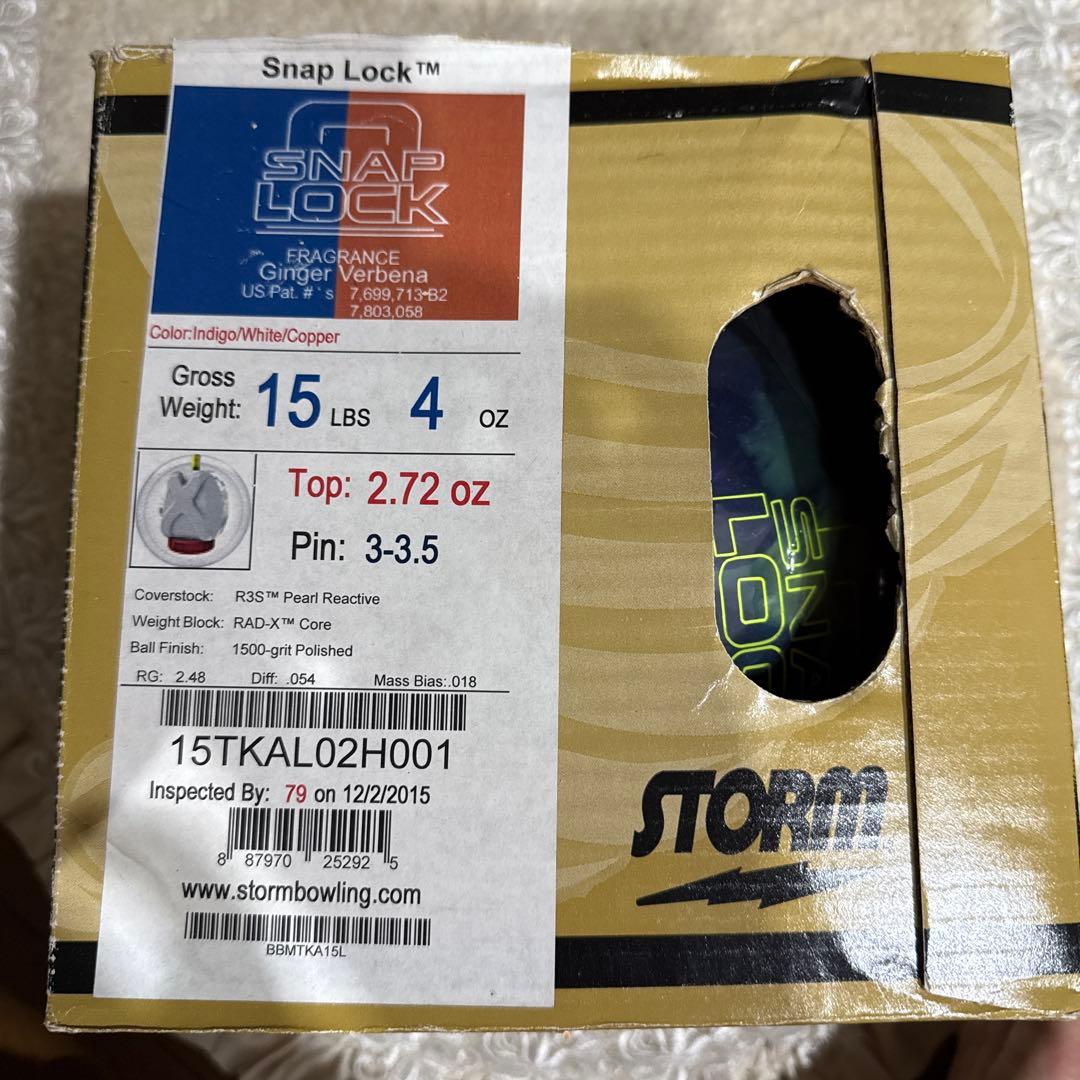 Snap Lock™
SNAP
LOCK
FRAGRANCE
Ginger Verbena
US Pat. # ' s 7,699,713 B2
7,803,058
Color:Indigo/White/Copper
Gross
Weight: 15 LBS 4 OZ
Top: 2.72 oz
Pin: 3-3.5
Coverstock: R3S™ Pearl Reactive
Weight Block: RAD-X™ Core
Ball Finish: 1500-grit Polished
RG: 2.48 Diff: .054 Mass Bias:.018
15TKAL02H001
Inspected By: 79 on 12/2/2015
8 87970 25292 5
www.stormbowling.com
BBMTKA15L
SNA
LO
STORM